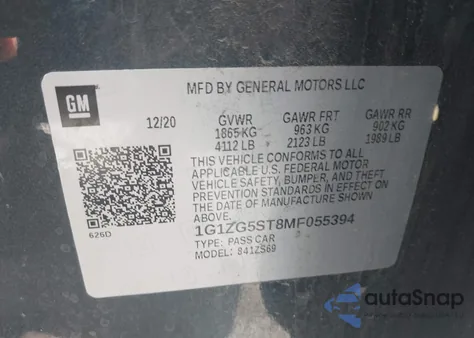 GM
MFD BY GENERAL MOTORS LLC
12/20 GVWR GAWR FRT GAWR RR
1865 KG 963 KG 902 KG
4112 LB 2123 LB 1989 LB
THIS VEHICLE CONFORMS TO ALL
APPLICABLE U.S. FEDERAL MOTOR
VEHICLE SAFETY, BUMPER, AND THEFT
PREVENTION STANDARDS IN EFFECT ON
THE DATE OF MANUFACTURE SHOWN ABOVE.
626D
1G1ZG5ST8MF055394
TYPE: PASS CAR
MODEL: 841ZS69
autoSnap